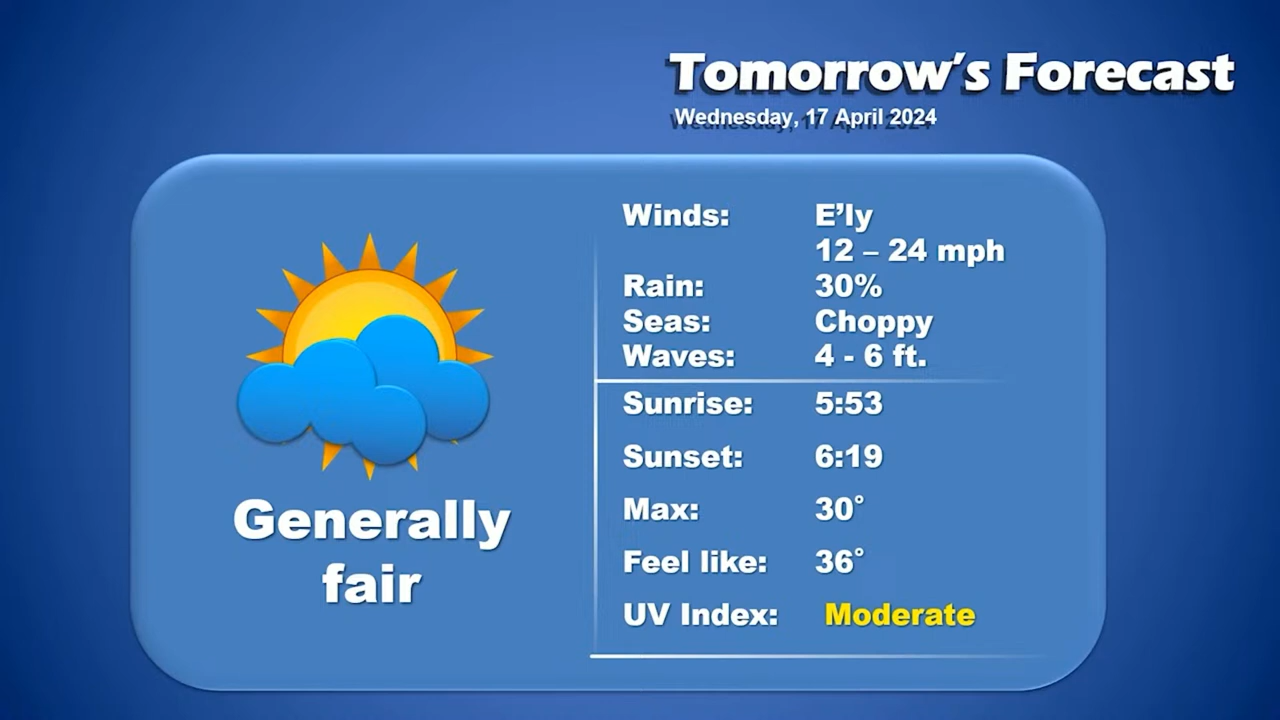 Tomorrow's Forecast
Wednesday, 17 April 2024
Winds: E'ly
12 – 24 mph
Rain: 30%
Seas: Choppy
Waves: 4 - 6 ft.
Sunrise: 5:53
Sunset: 6:19
Max: 30°
Feel like: 36°
UV Index: Moderate
Generally
fair